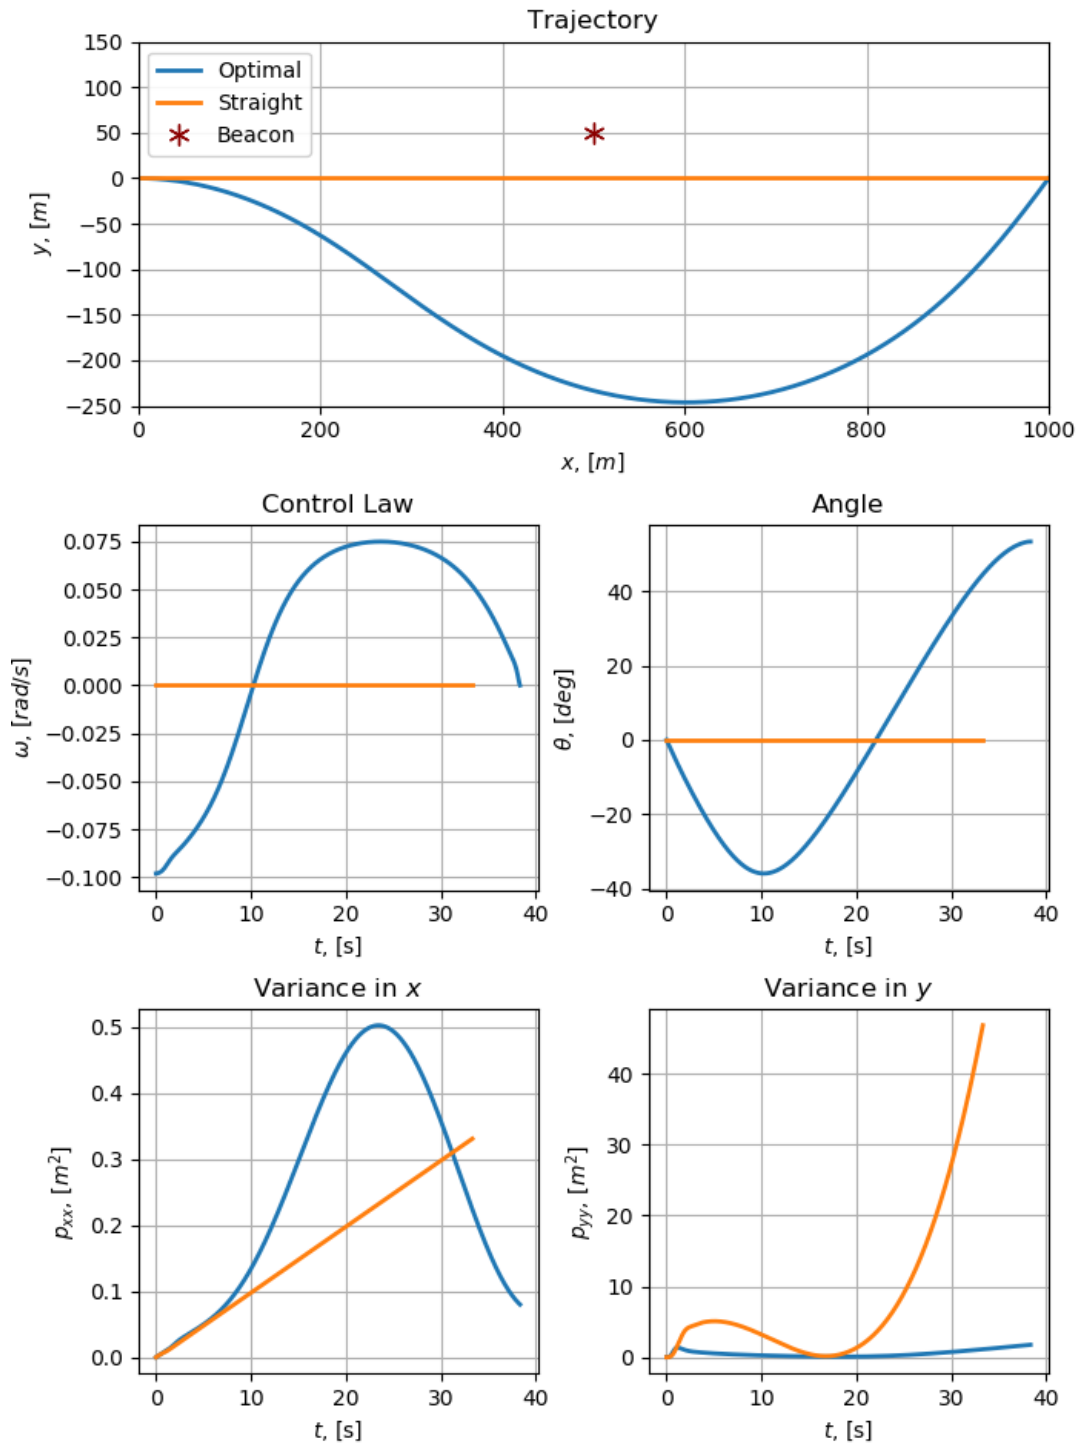 Trajectory
150
100
50
0
−50
−100
−150
−200
−250
y, [m]
Optimal
Straight
Beacon
0 200 400 600 800 1000
x, [m]
Control Law
0.075
0.050
0.025
0.000
−0.025
−0.050
−0.075
−0.100
ω, [rad/s]
0 10 20 30 40
t, [s]
Angle
40
20
0
−20
−40
θ, [deg]
0 10 20 30 40
t, [s]
Variance in x
0.5
0.4
0.3
0.2
0.1
0.0
pₓₓ, [m²]
0 10 20 30 40
t, [s]
Variance in y
40
30
20
10
0
p_yy, [m²]
0 10 20 30 40
t, [s]